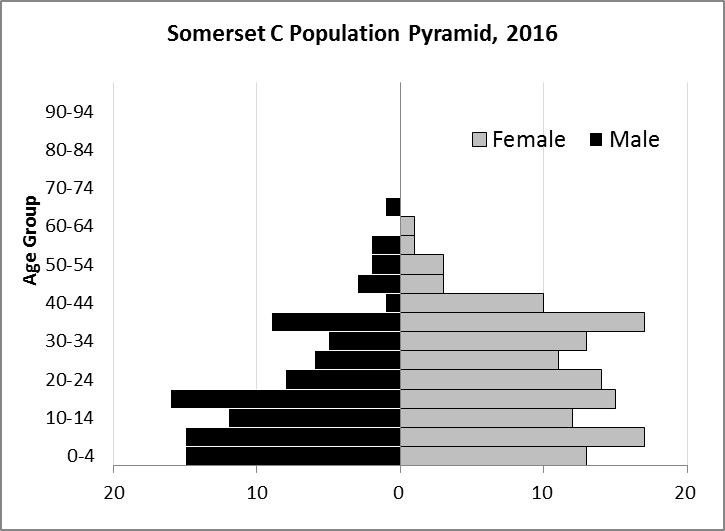 Somerset C Population Pyramid, 2016
Age Group
90-94
80-84
70-74
60-64
50-54
40-44
30-34
20-24
10-14
0-4
Female Male
20 10 0 10 20